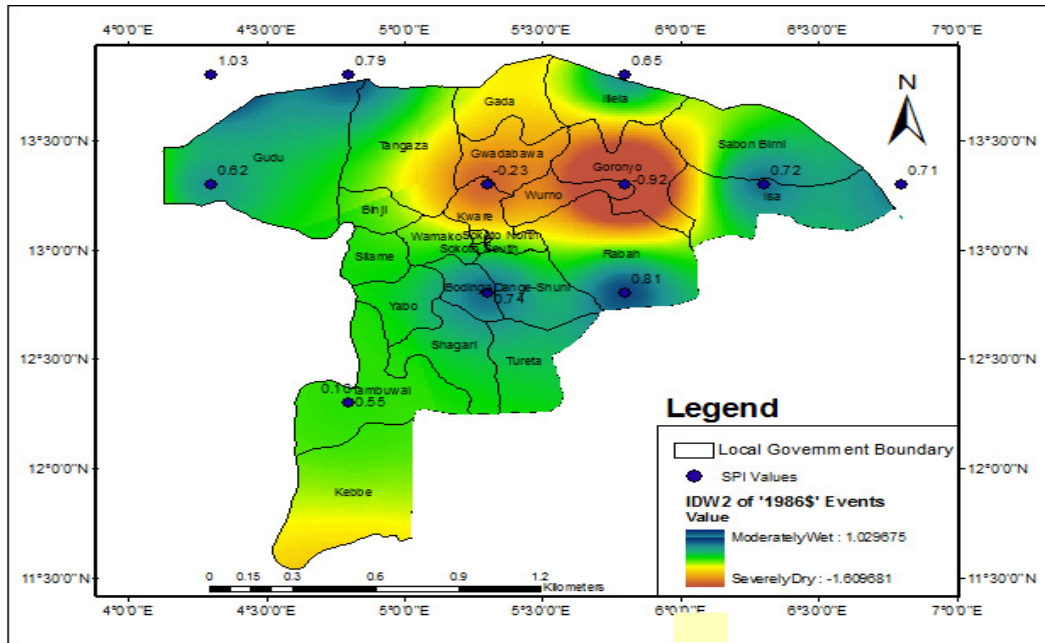 4°0'0"E 4°30'0"E 5°0'0"E 5°30'0"E 6°0'0"E 6°30'0"E 7°0'0"E
1.03 0.79 0.65
N
Gada Illela
13°30'0"N 13°30'0"N
Tangaza Gwadabawa Goronyo Sabon Birni
Gudu
0.62 -0.23 -0.92 0.72 0.71
Wurno Isa
Binji Kware
Wamako Sokoto North
13°0'0"N 13°0'0"N
Silame Sokoto South Rabah
Bodinga Dange-Shuni 0.81
0.74
Yabo
Shagari Tureta
12°30'0"N 12°30'0"N
Tambuwal
0.55
Legend
Local Government Boundary
12°0'0"N 12°0'0"N
SPI Values
Kebbe
IDW2 of '1986$' Events
Value
Moderately Wet : 1.029675
Severely Dry : -1.609681
11°30'0"N 11°30'0"N
0 0.15 0.3 0.6 0.9 1.2
Kilometers
4°0'0"E 4°30'0"E 5°0'0"E 5°30'0"E 6°0'0"E 6°30'0"E 7°0'0"E